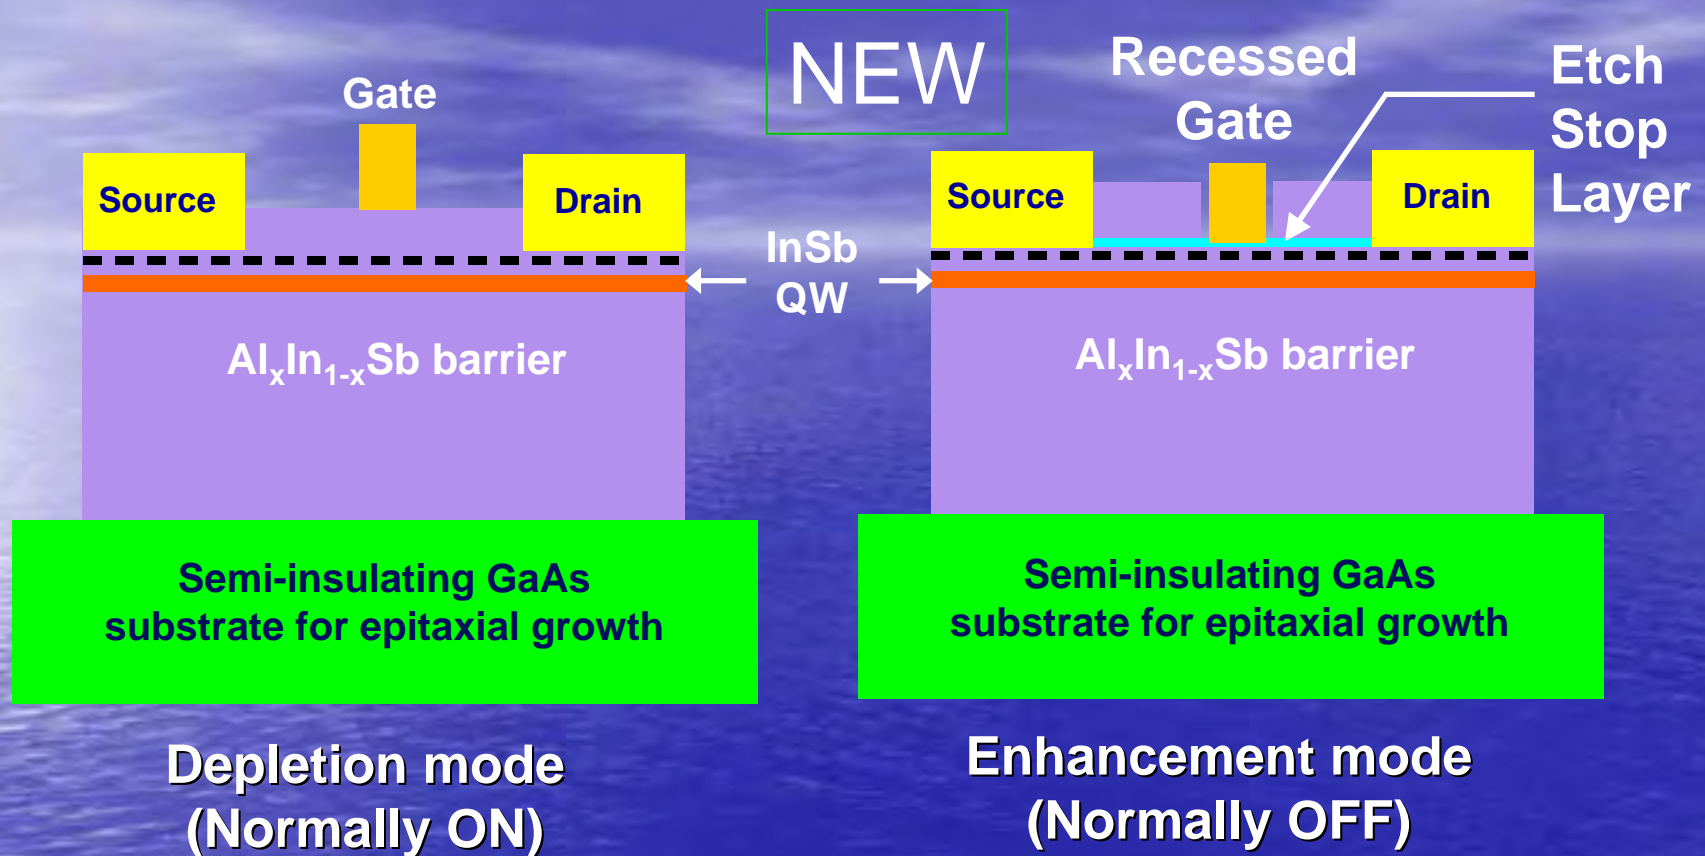 NEW
Gate
Source
Drain
InSb
QW
AlₓIn₁₋ₓSb barrier
Semi-insulating GaAs
substrate for epitaxial growth
Depletion mode
(Normally ON)
Recessed
Gate
Etch
Stop
Layer
Source
Drain
AlₓIn₁₋ₓSb barrier
Semi-insulating GaAs
substrate for epitaxial growth
Enhancement mode
(Normally OFF)